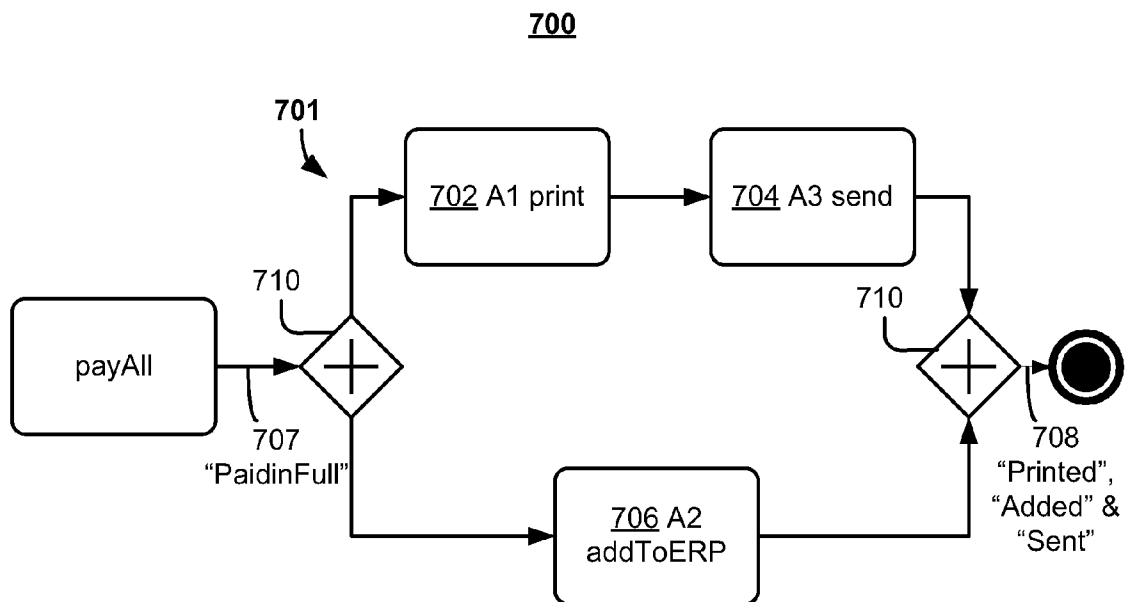 700
701
702 A1 print
704 A3 send
710
710
payAll
707
“PaidinFull”
708
“Printed”,
“Added” &
“Sent”
706 A2
addToERP